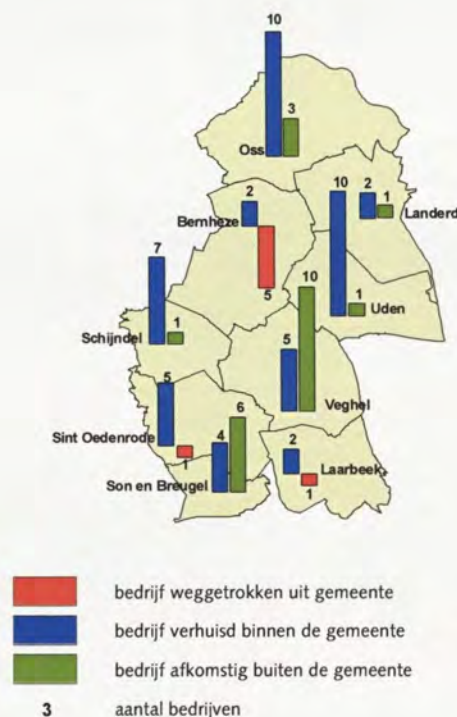 10
3
Oss
10
2
1
Landerd
2
Bernheze
7
5
10
1
Uden
1
Schijndel
5
Veghel
5
6
Sint Oedenrode
4
2
1
Son en Breugel
Laarbeek
1
bedrijf weggetrokken uit gemeente
bedrijf verhuisd binnen de gemeente
bedrijf afkomstig buiten de gemeente
3 aantal bedrijven